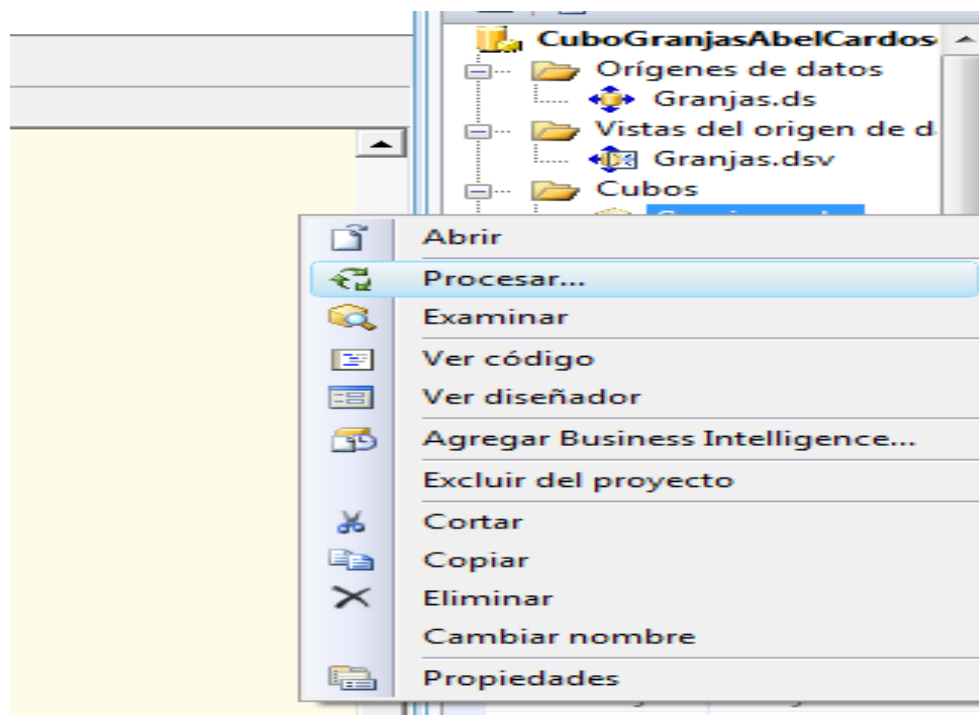 CuboGranjasAbelCardos
Orígenes de datos
Granjas.ds
Vistas del origen de d
Granjas.dsv
Cubos
Abrir
Procesar...
Examinar
Ver código
Ver diseñador
Agregar Business Intelligence...
Excluir del proyecto
Cortar
Copiar
Eliminar
Cambiar nombre
Propiedades